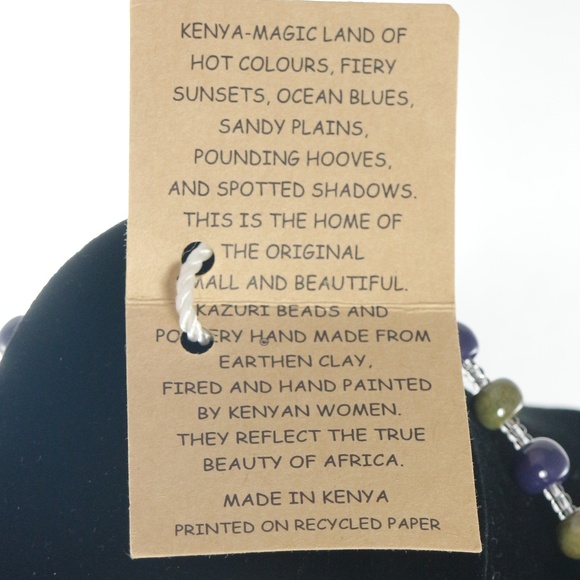 KENYA-MAGIC LAND OF
HOT COLOURS, FIERY
SUNSETS, OCEAN BLUES,
SANDY PLAINS,
POUNDING HOOVES,
AND SPOTTED SHADOWS.
THIS IS THE HOME OF
THE ORIGINAL
SMALL AND BEAUTIFUL.
KAZURI BEADS AND
POTTERY HAND MADE FROM
EARTHEN CLAY,
FIRED AND HAND PAINTED
BY KENYAN WOMEN.
THEY REFLECT THE TRUE
BEAUTY OF AFRICA.
MADE IN KENYA
PRINTED ON RECYCLED PAPER